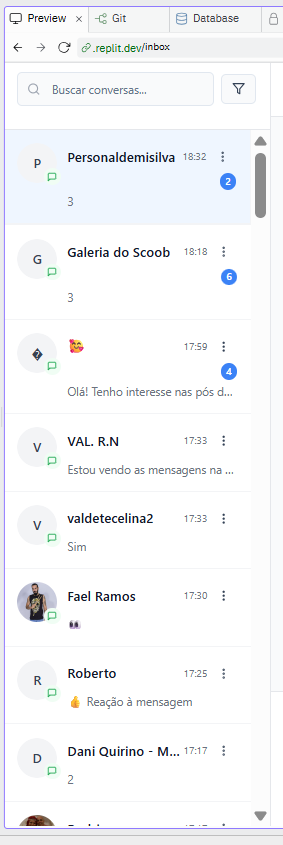 Preview × Git Database
.replit.dev/inbox
Buscar conversas...
P Personaldemisilva 18:32
2
3
G Galeria do Scoob 18:18
6
3
� 🥰 17:59
4
Olá! Tenho interesse nas pós d...
V VAL. R.N 17:33
Estou vendo as mensagens na ...
V valdetecelina2 17:33
Sim
Fael Ramos 17:30
👀
R Roberto 17:25
👍 Reação à mensagem
D Dani Quirino - M... 17:17
2